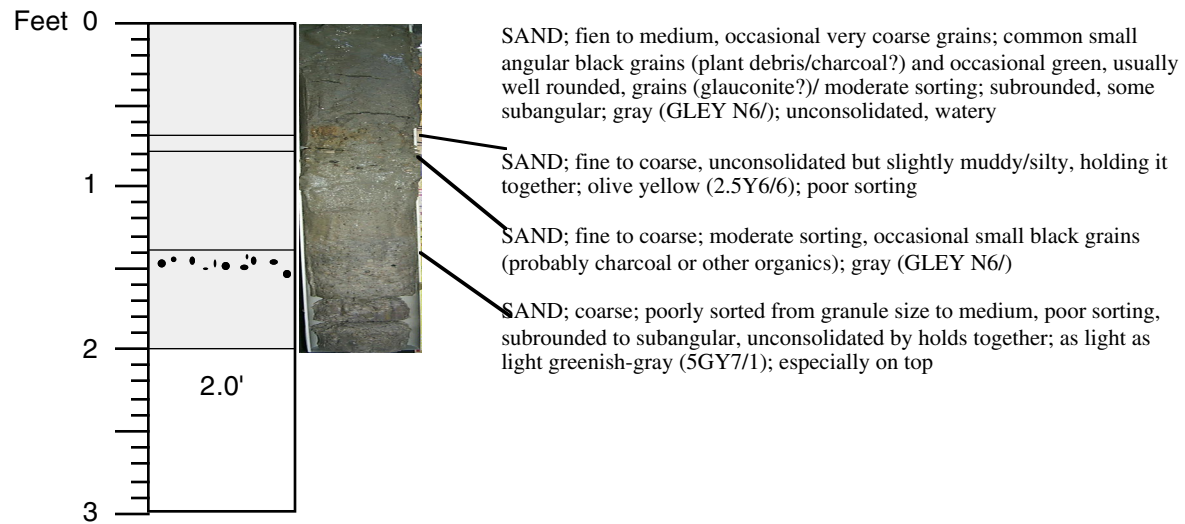 Feet 0
SAND; fien to medium, occasional very coarse grains; common small
angular black grains (plant debris/charcoal?) and occasional green, usually
well rounded, grains (glauconite?)/ moderate sorting; subrounded, some
subangular; gray (GLEY N6/); unconsolidated, watery
SAND; fine to coarse, unconsolidated but slightly muddy/silty, holding it
together; olive yellow (2.5Y6/6); poor sorting
1
SAND; fine to coarse; moderate sorting, occasional small black grains
(probably charcoal or other organics); gray (GLEY N6/)
SAND; coarse; poorly sorted from granule size to medium, poor sorting,
subrounded to subangular, unconsolidated by holds together; as light as
light greenish-gray (5GY7/1); especially on top
2
2.0'
3